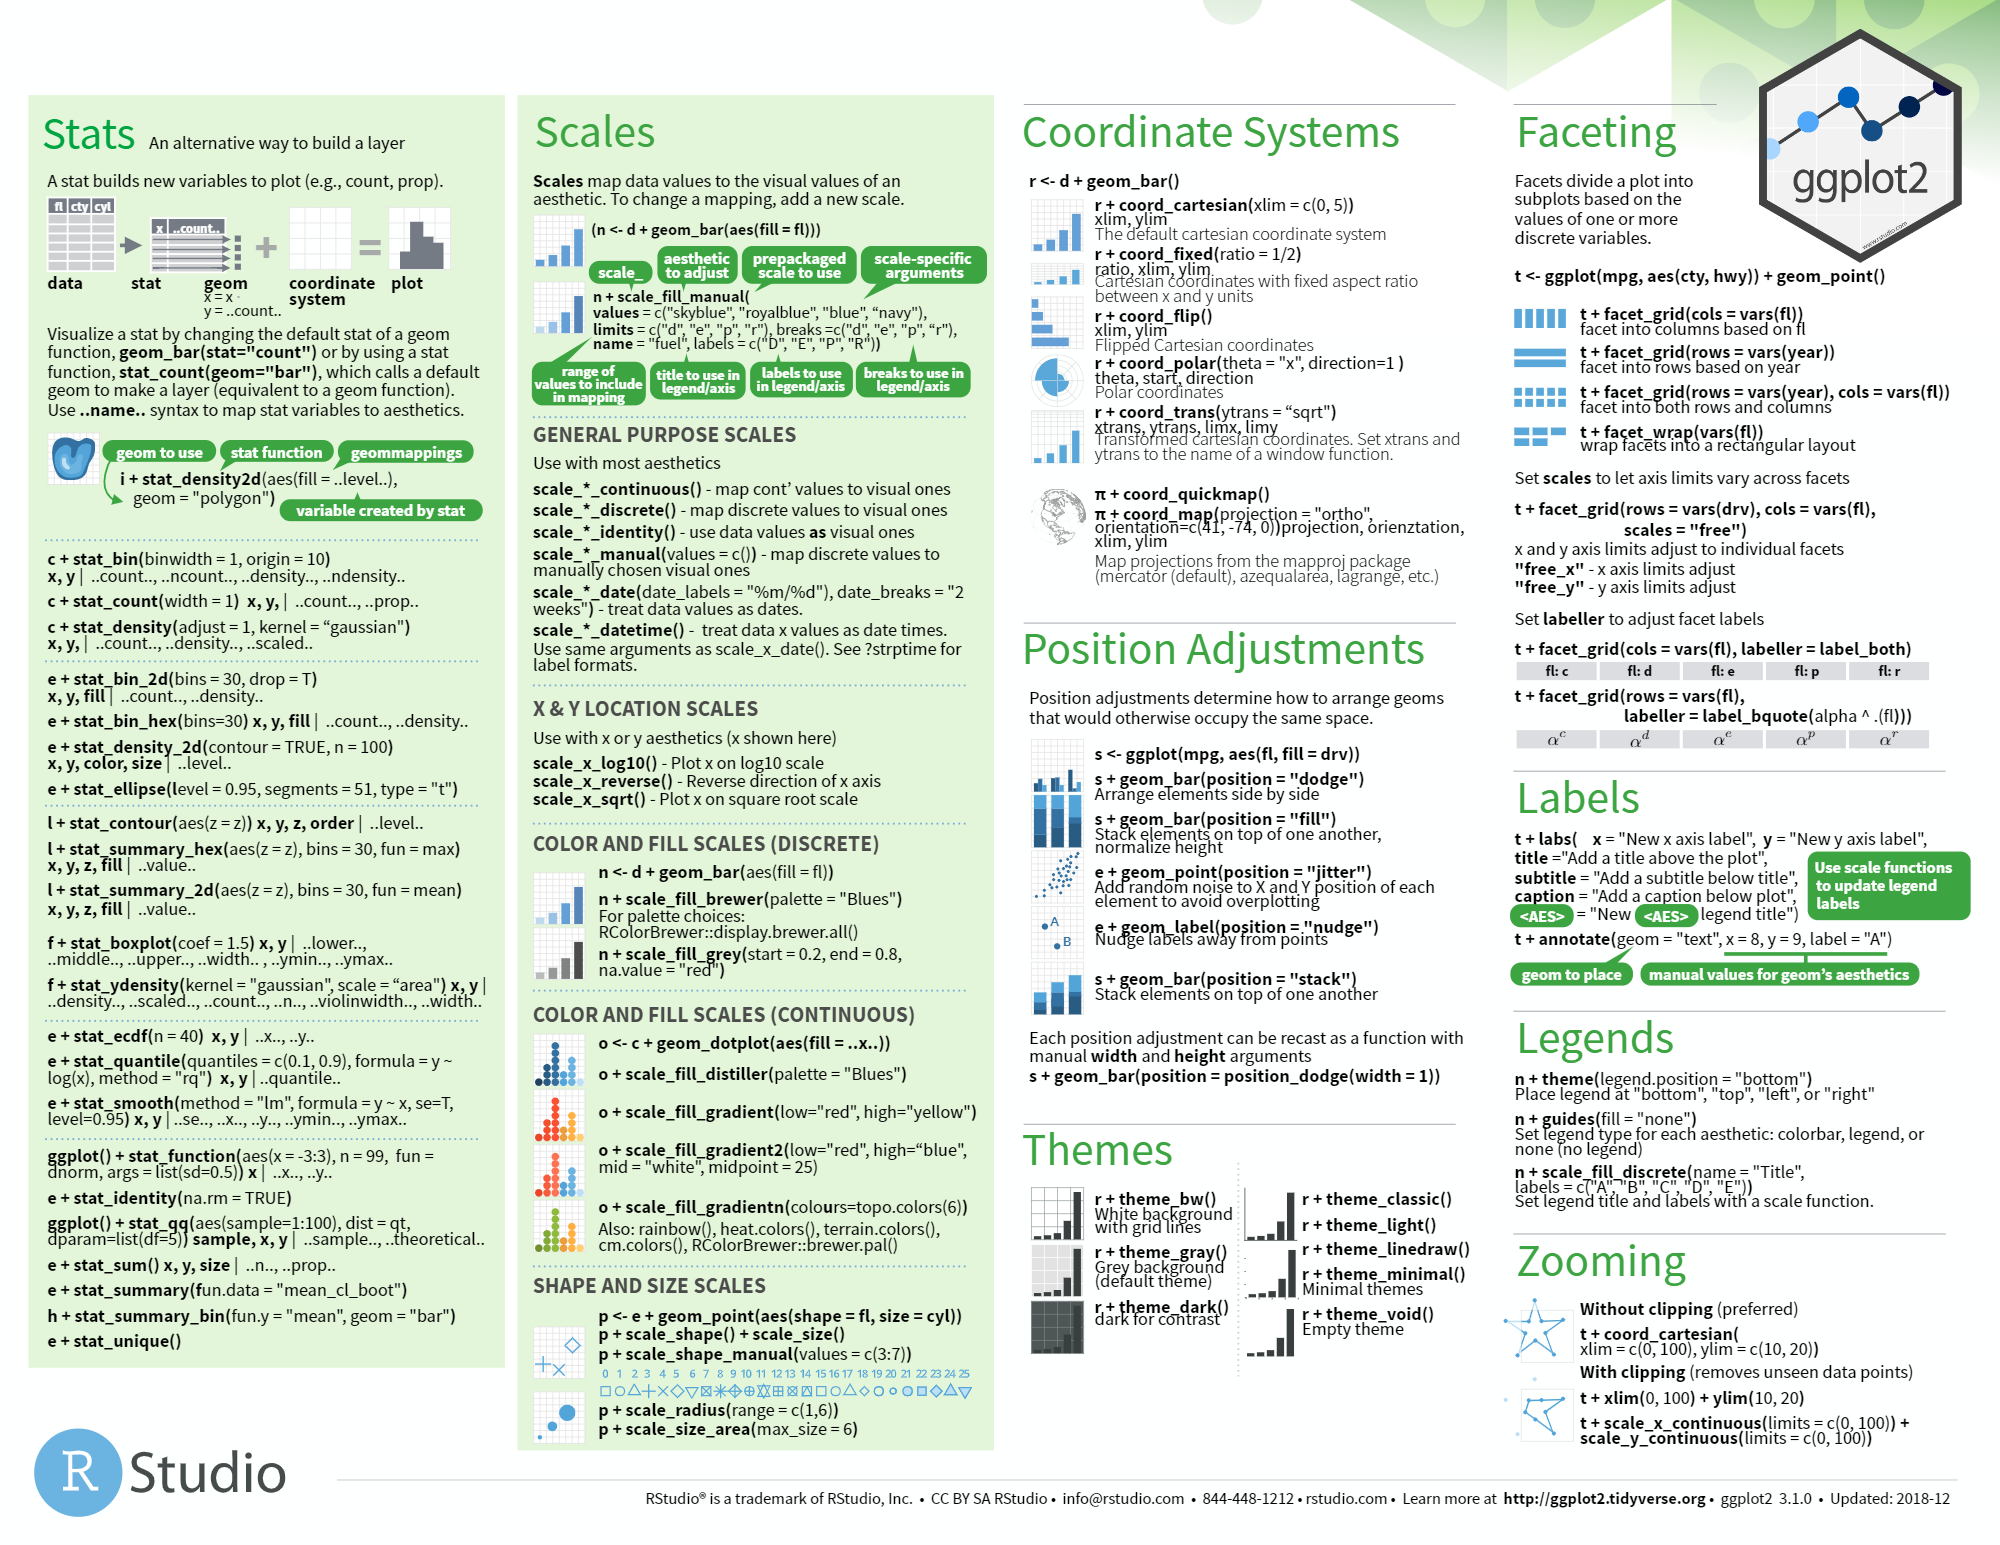 Stats An alternative way to build a layer
A stat builds new variables to plot (e.g., count, prop).
fl cty cyl
x ..count..
data stat geom coordinate plot
x = x · system
y = ..count..
Visualize a stat by changing the default stat of a geom
function, geom_bar(stat="count") or by using a stat
function, stat_count(geom="bar"), which calls a default
geom to make a layer (equivalent to a geom function).
Use ..name.. syntax to map stat variables to aesthetics.
geom to use stat function geommappings
i + stat_density2d(aes(fill = ..level..),
geom = "polygon")
variable created by stat
c + stat_bin(binwidth = 1, origin = 10)
x, y | ..count.., ..ncount.., ..density.., ..ndensity..
c + stat_count(width = 1) x, y, | ..count.., ..prop..
c + stat_density(adjust = 1, kernel = “gaussian")
x, y, | ..count.., ..density.., ..scaled..
e + stat_bin_2d(bins = 30, drop = T)
x, y, fill | ..count.., ..density..
e + stat_bin_hex(bins=30) x, y, fill | ..count.., ..density..
e + stat_density_2d(contour = TRUE, n = 100)
x, y, color, size | ..level..
e + stat_ellipse(level = 0.95, segments = 51, type = "t")
l + stat_contour(aes(z = z)) x, y, z, order | ..level..
l + stat_summary_hex(aes(z = z), bins = 30, fun = max)
x, y, z, fill | ..value..
l + stat_summary_2d(aes(z = z), bins = 30, fun = mean)
x, y, z, fill | ..value..
f + stat_boxplot(coef = 1.5) x, y | ..lower..,
..middle.., ..upper.., ..width.. , ..ymin.., ..ymax..
f + stat_ydensity(kernel = "gaussian", scale = “area") x, y |
..density.., ..scaled.., ..count.., ..n.., ..violinwidth.., ..width..
e + stat_ecdf(n = 40) x, y | ..x.., ..y..
e + stat_quantile(quantiles = c(0.1, 0.9), formula = y ~
log(x), method = "rq") x, y | ..quantile..
e + stat_smooth(method = "lm", formula = y ~ x, se=T,
level=0.95) x, y | ..se.., ..x.., ..y.., ..ymin.., ..ymax..
ggplot() + stat_function(aes(x = -3:3), n = 99, fun =
dnorm, args = list(sd=0.5)) x | ..x.., ..y..
e + stat_identity(na.rm = TRUE)
ggplot() + stat_qq(aes(sample=1:100), dist = qt,
dparam=list(df=5)) sample, x, y | ..sample.., ..theoretical..
e + stat_sum() x, y, size | ..n.., ..prop..
e + stat_summary(fun.data = "mean_cl_boot")
h + stat_summary_bin(fun.y = "mean", geom = "bar")
e + stat_unique()
Scales
Scales map data values to the visual values of an
aesthetic. To change a mapping, add a new scale.
(n <- d + geom_bar(aes(fill = fl)))
scale_ aesthetic to adjust prepackaged scale to use scale-specific arguments
n + scale_fill_manual(
values = c("skyblue", "royalblue", "blue", “navy"),
limits = c("d", "e", "p", "r"), breaks =c("d", "e", "p", “r"),
name = "fuel", labels = c("D", "E", "P", "R"))
range of values to include in mapping
title to use in legend/axis
labels to use in legend/axis
breaks to use in legend/axis
GENERAL PURPOSE SCALES
Use with most aesthetics
scale_*_continuous() - map cont’ values to visual ones
scale_*_discrete() - map discrete values to visual ones
scale_*_identity() - use data values as visual ones
scale_*_manual(values = c()) - map discrete values to
manually chosen visual ones
scale_*_date(date_labels = "%m/%d"), date_breaks = "2
weeks") - treat data values as dates.
scale_*_datetime() - treat data x values as date times.
Use same arguments as scale_x_date(). See ?strptime for
label formats.
X & Y LOCATION SCALES
Use with x or y aesthetics (x shown here)
scale_x_log10() - Plot x on log10 scale
scale_x_reverse() - Reverse direction of x axis
scale_x_sqrt() - Plot x on square root scale
COLOR AND FILL SCALES (DISCRETE)
n <- d + geom_bar(aes(fill = fl))
n + scale_fill_brewer(palette = "Blues")
For palette choices:
RColorBrewer::display.brewer.all()
n + scale_fill_grey(start = 0.2, end = 0.8,
na.value = "red")
COLOR AND FILL SCALES (CONTINUOUS)
o <- c + geom_dotplot(aes(fill = ..x..))
o + scale_fill_distiller(palette = "Blues")
o + scale_fill_gradient(low="red", high="yellow")
o + scale_fill_gradient2(low="red", high=“blue",
mid = "white", midpoint = 25)
o + scale_fill_gradientn(colours=topo.colors(6))
Also: rainbow(), heat.colors(), terrain.colors(),
cm.colors(), RColorBrewer::brewer.pal()
SHAPE AND SIZE SCALES
p <- e + geom_point(aes(shape = fl, size = cyl))
p + scale_shape() + scale_size()
p + scale_shape_manual(values = c(3:7))
0 1 2 3 4 5 6 7 8 9 10 11 12 13 14 15 16 17 18 19 20 21 22 23 24 25
p + scale_radius(range = c(1,6))
p + scale_size_area(max_size = 6)
Coordinate Systems
r <- d + geom_bar()
r + coord_cartesian(xlim = c(0, 5))
xlim, ylim
The default cartesian coordinate system
r + coord_fixed(ratio = 1/2)
ratio, xlim, ylim
Cartesian coordinates with fixed aspect ratio
between x and y units
r + coord_flip()
xlim, ylim
Flipped Cartesian coordinates
r + coord_polar(theta = "x", direction=1 )
theta, start, direction
Polar coordinates
r + coord_trans(ytrans = “sqrt")
xtrans, ytrans, limx, limy
Transformed cartesian coordinates. Set xtrans and
ytrans to the name of a window function.
π + coord_quickmap()
π + coord_map(projection = "ortho",
orientation=c(41, -74, 0))projection, orienztation,
xlim, ylim
Map projections from the mapproj package
(mercator (default), azequalarea, lagrange, etc.)
Position Adjustments
Position adjustments determine how to arrange geoms
that would otherwise occupy the same space.
s <- ggplot(mpg, aes(fl, fill = drv))
s + geom_bar(position = "dodge")
Arrange elements side by side
s + geom_bar(position = "fill")
Stack elements on top of one another,
normalize height
e + geom_point(position = "jitter")
Add random noise to X and Y position of each
element to avoid overplotting
A
B
e + geom_label(position = "nudge")
Nudge labels away from points
s + geom_bar(position = "stack")
Stack elements on top of one another
Each position adjustment can be recast as a function with
manual width and height arguments
s + geom_bar(position = position_dodge(width = 1))
Themes
r + theme_bw()
White background
with grid lines
r + theme_gray()
Grey background
(default theme)
r + theme_dark()
dark for contrast
r + theme_classic()
r + theme_light()
r + theme_linedraw()
r + theme_minimal()
Minimal themes
r + theme_void()
Empty theme
Faceting
ggplot2
www.rstudio.com
Facets divide a plot into
subplots based on the
values of one or more
discrete variables.
t <- ggplot(mpg, aes(cty, hwy)) + geom_point()
t + facet_grid(cols = vars(fl))
facet into columns based on fl
t + facet_grid(rows = vars(year))
facet into rows based on year
t + facet_grid(rows = vars(year), cols = vars(fl))
facet into both rows and columns
t + facet_wrap(vars(fl))
wrap facets into a rectangular layout
Set scales to let axis limits vary across facets
t + facet_grid(rows = vars(drv), cols = vars(fl),
scales = "free")
x and y axis limits adjust to individual facets
"free_x" - x axis limits adjust
"free_y" - y axis limits adjust
Set labeller to adjust facet labels
t + facet_grid(cols = vars(fl), labeller = label_both)
fl: c fl: d fl: e fl: p fl: r
t + facet_grid(rows = vars(fl),
labeller = label_bquote(alpha ^ .(fl)))
α^c α^d α^e α^p α^r
Labels
t + labs( x = "New x axis label", y = "New y axis label",
title ="Add a title above the plot",
subtitle = "Add a subtitle below title",
caption = "Add a caption below plot",
<AES> = "New <AES> legend title")
Use scale functions
to update legend
labels
t + annotate(geom = "text", x = 8, y = 9, label = "A")
geom to place manual values for geom’s aesthetics
Legends
n + theme(legend.position = "bottom")
Place legend at "bottom", "top", "left", or "right"
n + guides(fill = "none")
Set legend type for each aesthetic: colorbar, legend, or
none (no legend)
n + scale_fill_discrete(name = "Title",
labels = c("A", "B", "C", "D", "E"))
Set legend title and labels with a scale function.
Zooming
Without clipping (preferred)
t + coord_cartesian(
xlim = c(0, 100), ylim = c(10, 20))
With clipping (removes unseen data points)
t + xlim(0, 100) + ylim(10, 20)
t + scale_x_continuous(limits = c(0, 100)) +
scale_y_continuous(limits = c(0, 100))
R Studio
RStudio® is a trademark of RStudio, Inc. • CC BY SA RStudio • info@rstudio.com • 844-448-1212 • rstudio.com • Learn more at http://ggplot2.tidyverse.org • ggplot2 3.1.0 • Updated: 2018-12